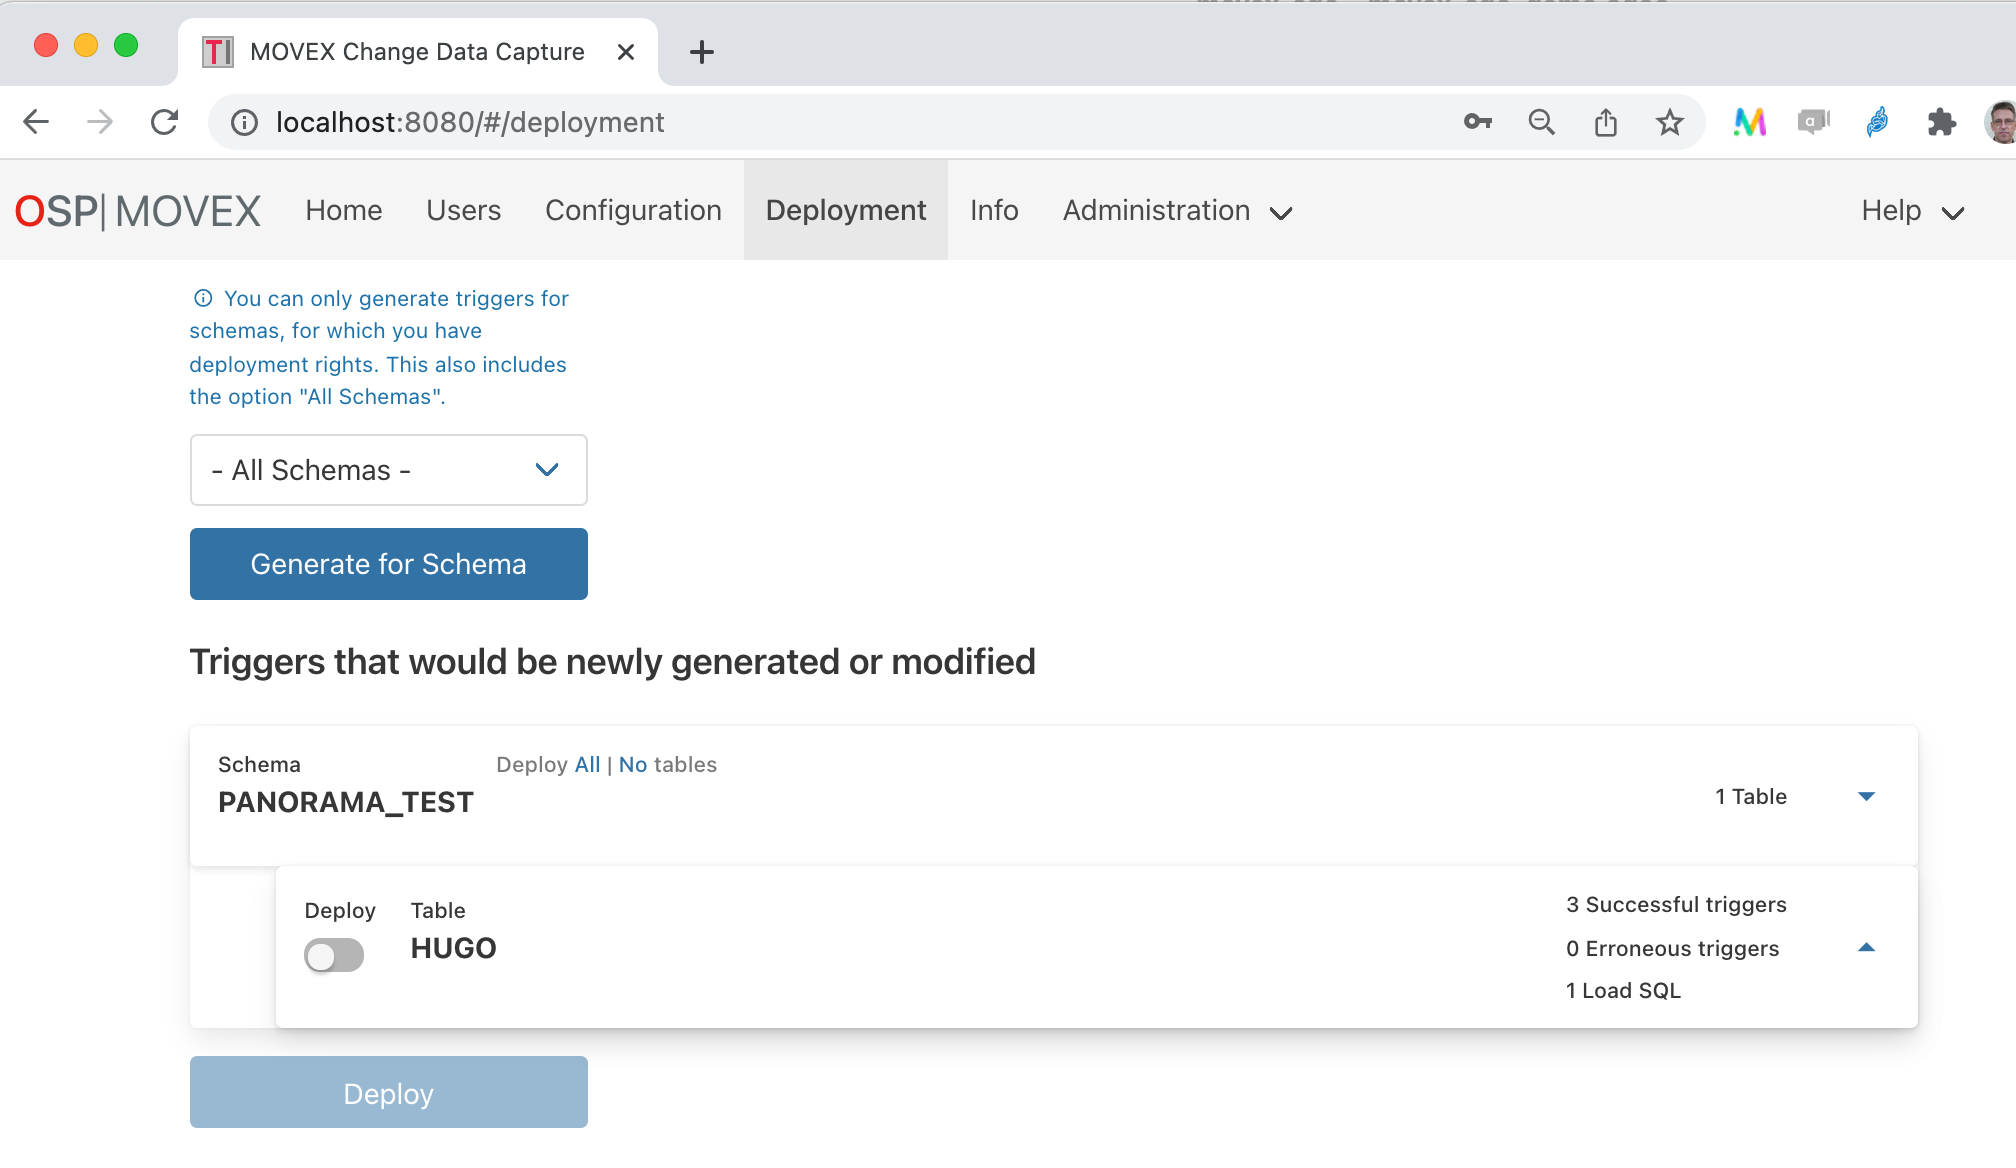 MOVEX Change Data Capture
localhost:8080/#/deployment
OSP| MOVEX Home Users Configuration Deployment Info Administration Help
You can only generate triggers for
schemas, for which you have
deployment rights. This also includes
the option "All Schemas".
- All Schemas -
Generate for Schema
Triggers that would be newly generated or modified
Schema
Deploy All | No tables
PANORAMA_TEST
1 Table
Deploy
Table
HUGO
3 Successful triggers
0 Erroneous triggers
1 Load SQL
Deploy